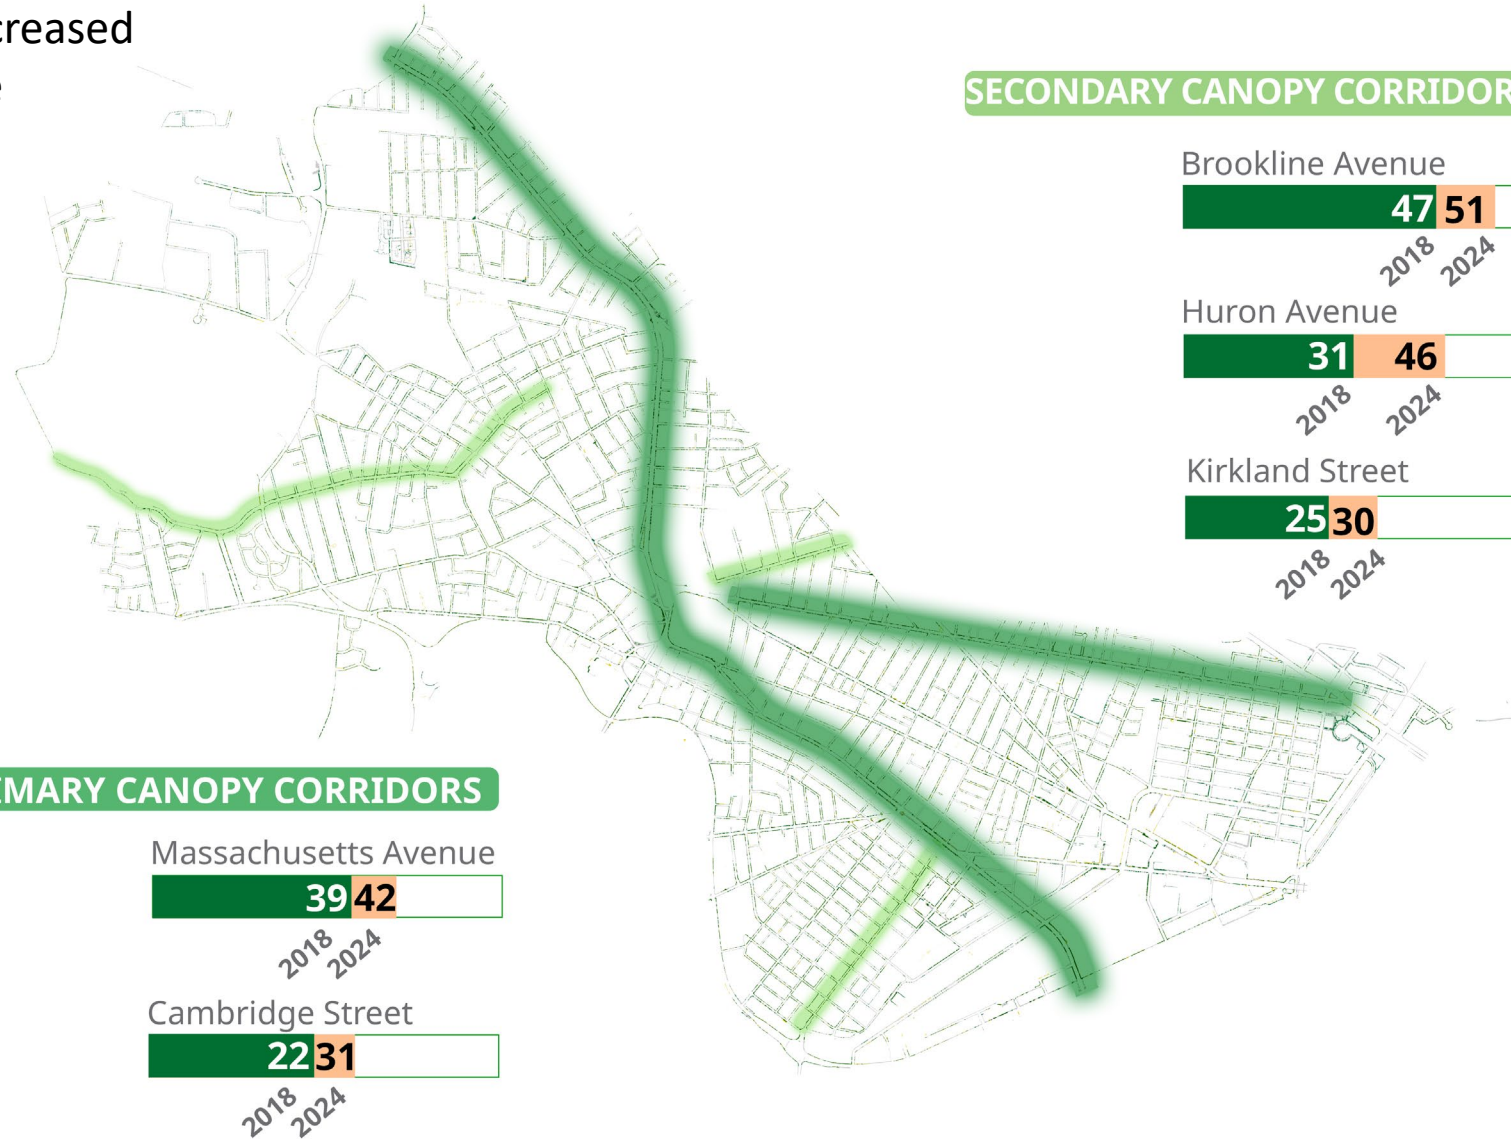 creased
e
SECONDARY CANOPY CORRIDOR
Brookline Avenue
47 51
2018 2024
Huron Avenue
31 46
2018 2024
Kirkland Street
25 30
2018 2024
IMARY CANOPY CORRIDORS
Massachusetts Avenue
39 42
2018 2024
Cambridge Street
22 31
2018 2024